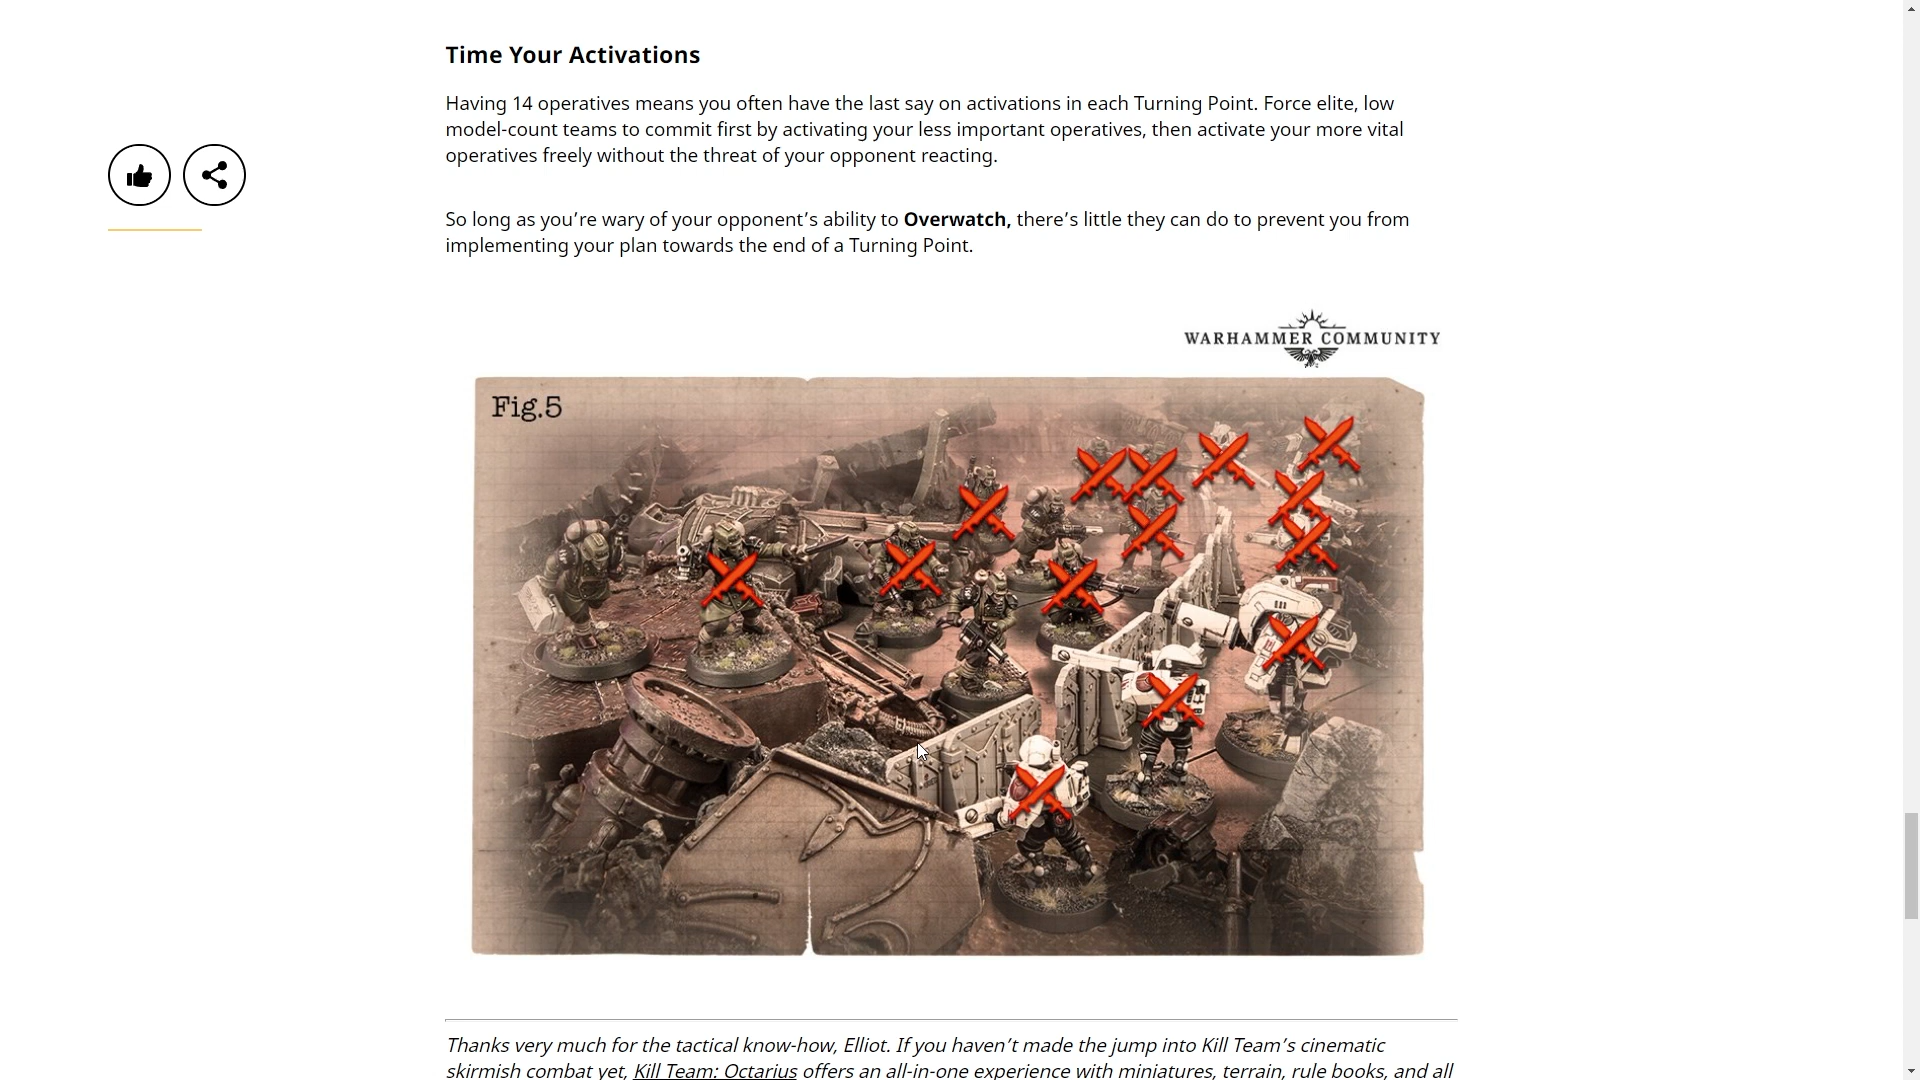 Time Your Activations
Having 14 operatives means you often have the last say on activations in each Turning Point. Force elite, low
model-count teams to commit first by activating your less important operatives, then activate your more vital
operatives freely without the threat of your opponent reacting.
So long as you’re wary of your opponent’s ability to Overwatch, there’s little they can do to prevent you from
implementing your plan towards the end of a Turning Point.
WARHAMMER COMMUNITY
Fig.5
Thanks very much for the tactical know-how, Elliot. If you haven’t made the jump into Kill Team’s cinematic
skirmish combat yet, Kill Team: Octarius offers an all-in-one experience with miniatures, terrain, rule books, and all